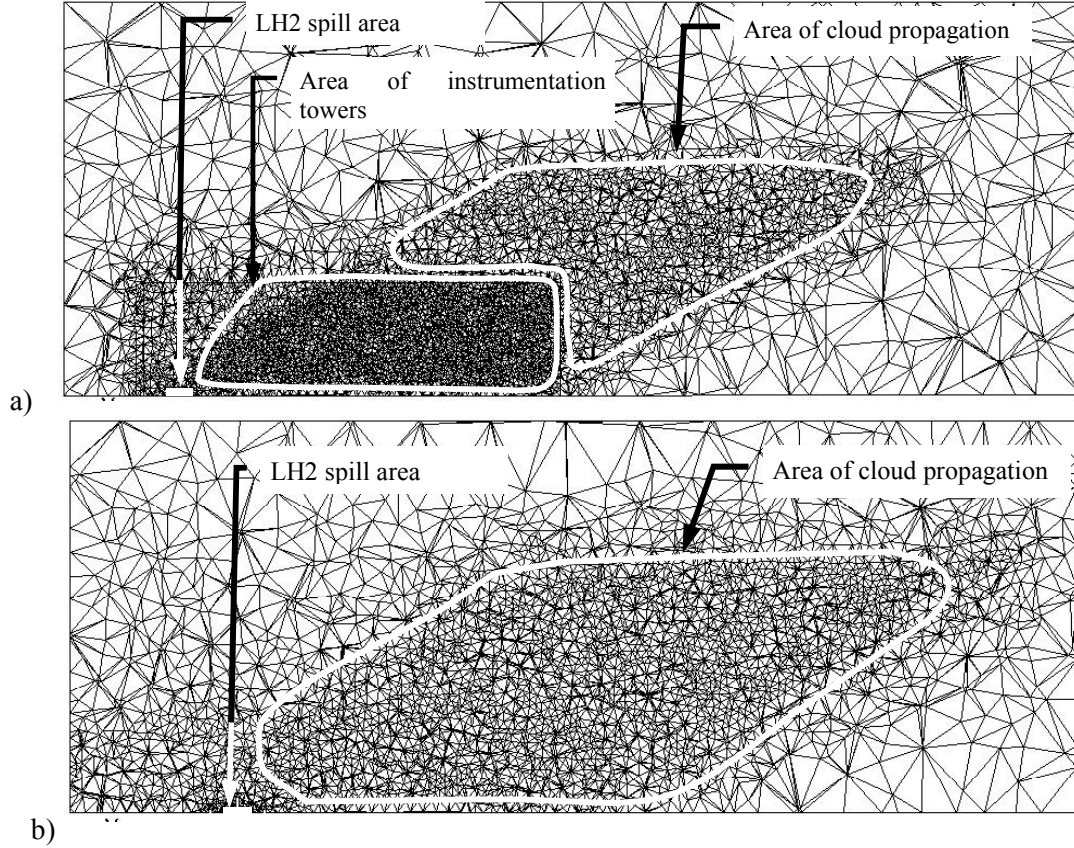 LH2 spill area
Area of cloud propagation
Area of instrumentation
towers
a)
LH2 spill area
Area of cloud propagation
b)